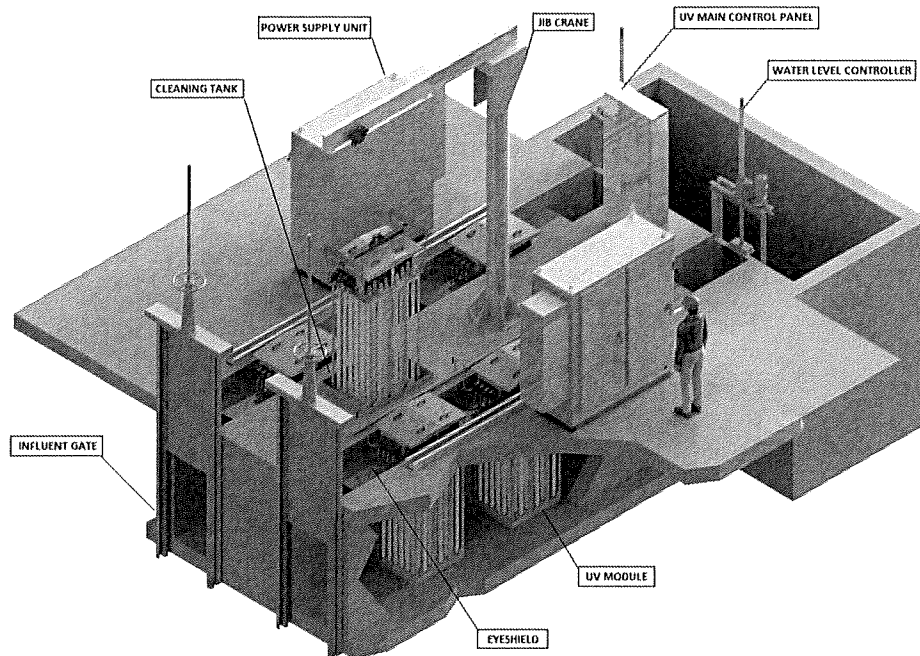 JIB CRANE
UV MAIN CONTROL PANEL
POWER SUPPLY UNIT
WATER LEVEL CONTROLLER
CLEANING TANK
INFLUENT GATE
UV MODULE
EYESHIELD